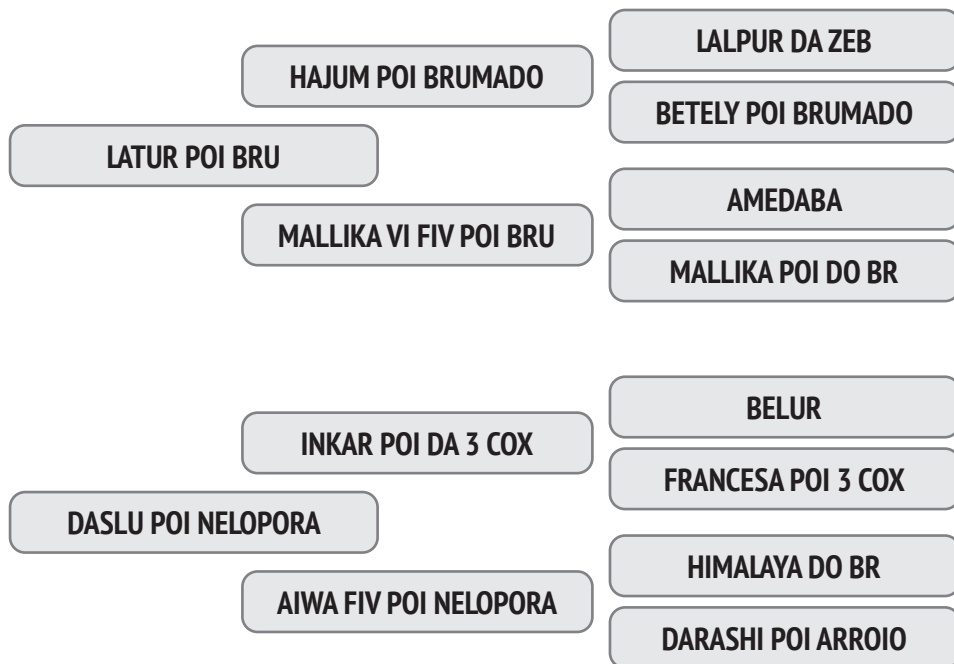 LALPUR DA ZEB
HAJUM POI BRUMADO
BETELY POI BRUMADO
LATUR POI BRU
AMEDABA
MALLIKA VI FIV POI BRU
MALLIKA POI DO BR
BELUR
INKAR POI DA 3 COX
FRANCESA POI 3 COX
DASLU POI NELOPORA
HIMALAYA DO BR
AIWA FIV POI NELOPORA
DARASHI POI ARROIO